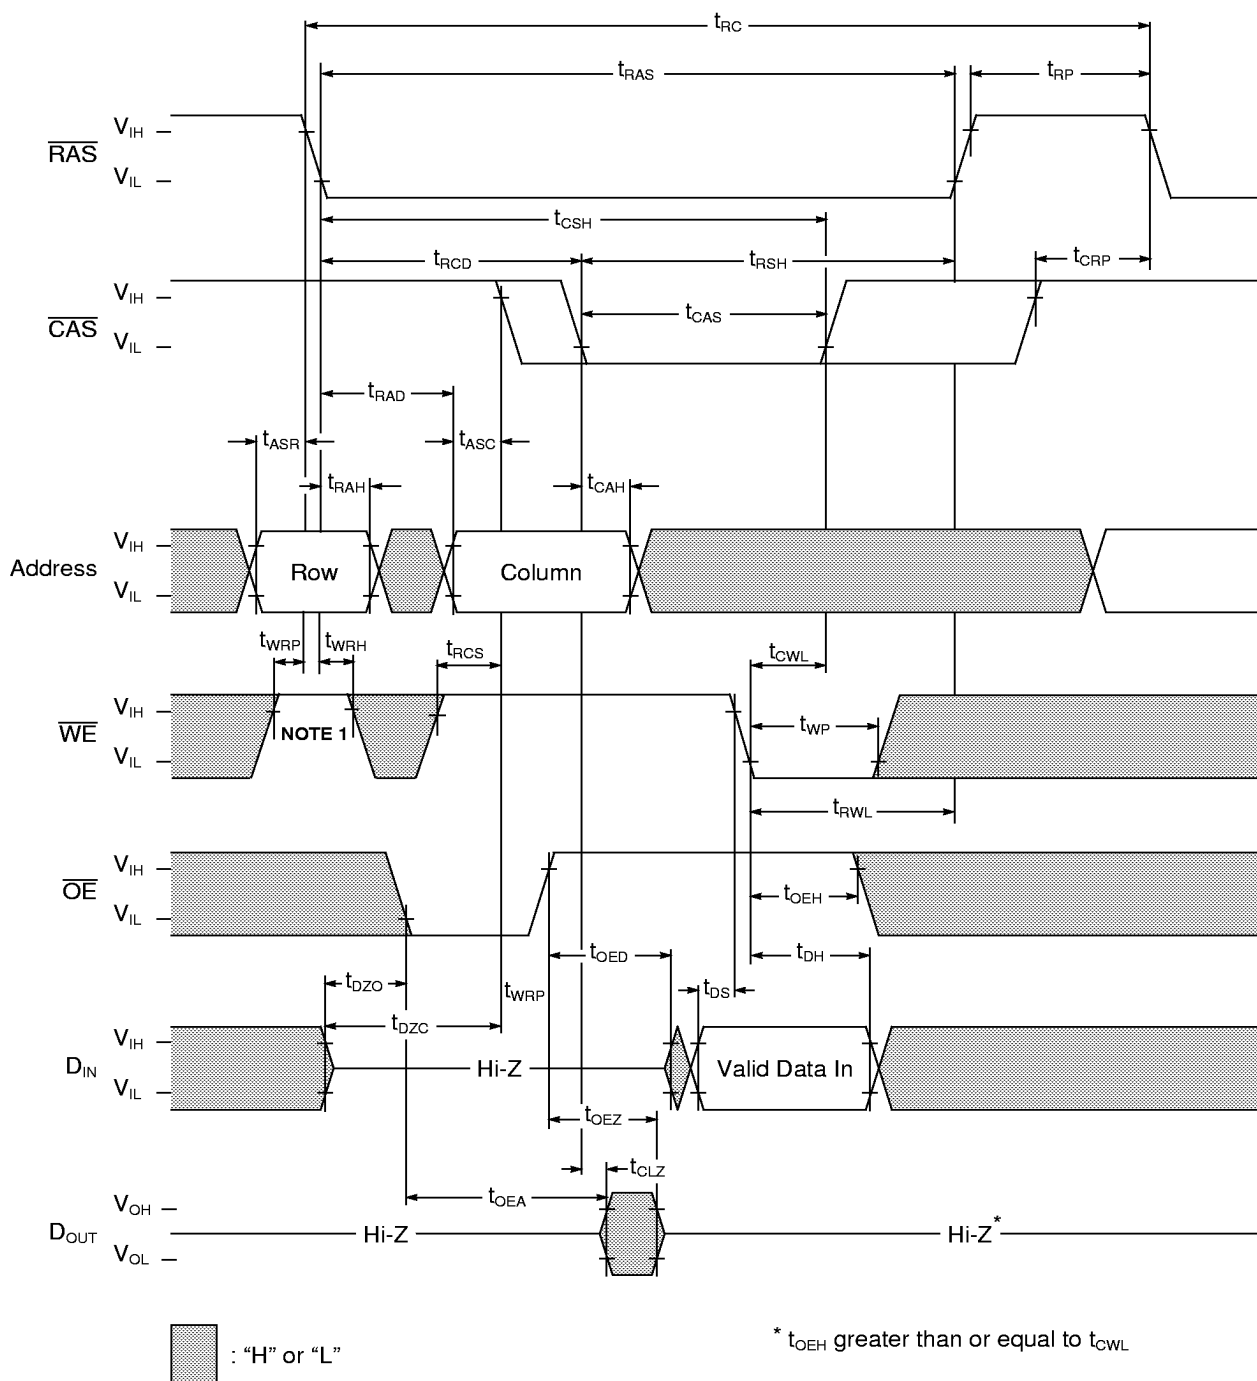 tRC
tRAS
tRP
RAS
VIH
VIL
tCSH
tRCD
tRSH
tCRP
CAS
VIH
VIL
tCAS
tRAD
tASR
tASC
tRAH
tCAH
Address
VIH
VIL
Row
Column
tWRP
tWRH
tRCS
tCWL
WE
VIH
VIL
NOTE 1
tWP
tRWL
OE
VIH
VIL
tOEH
tOED
tDH
tDZO
tWRP
tDS
tDZC
DIN
VIH
VIL
Hi-Z
Valid Data In
tOEZ
tCLZ
tOEA
DOUT
VOH
VOL
Hi-Z
Hi-Z*
: “H” or “L”
* tOEH greater than or equal to tCWL